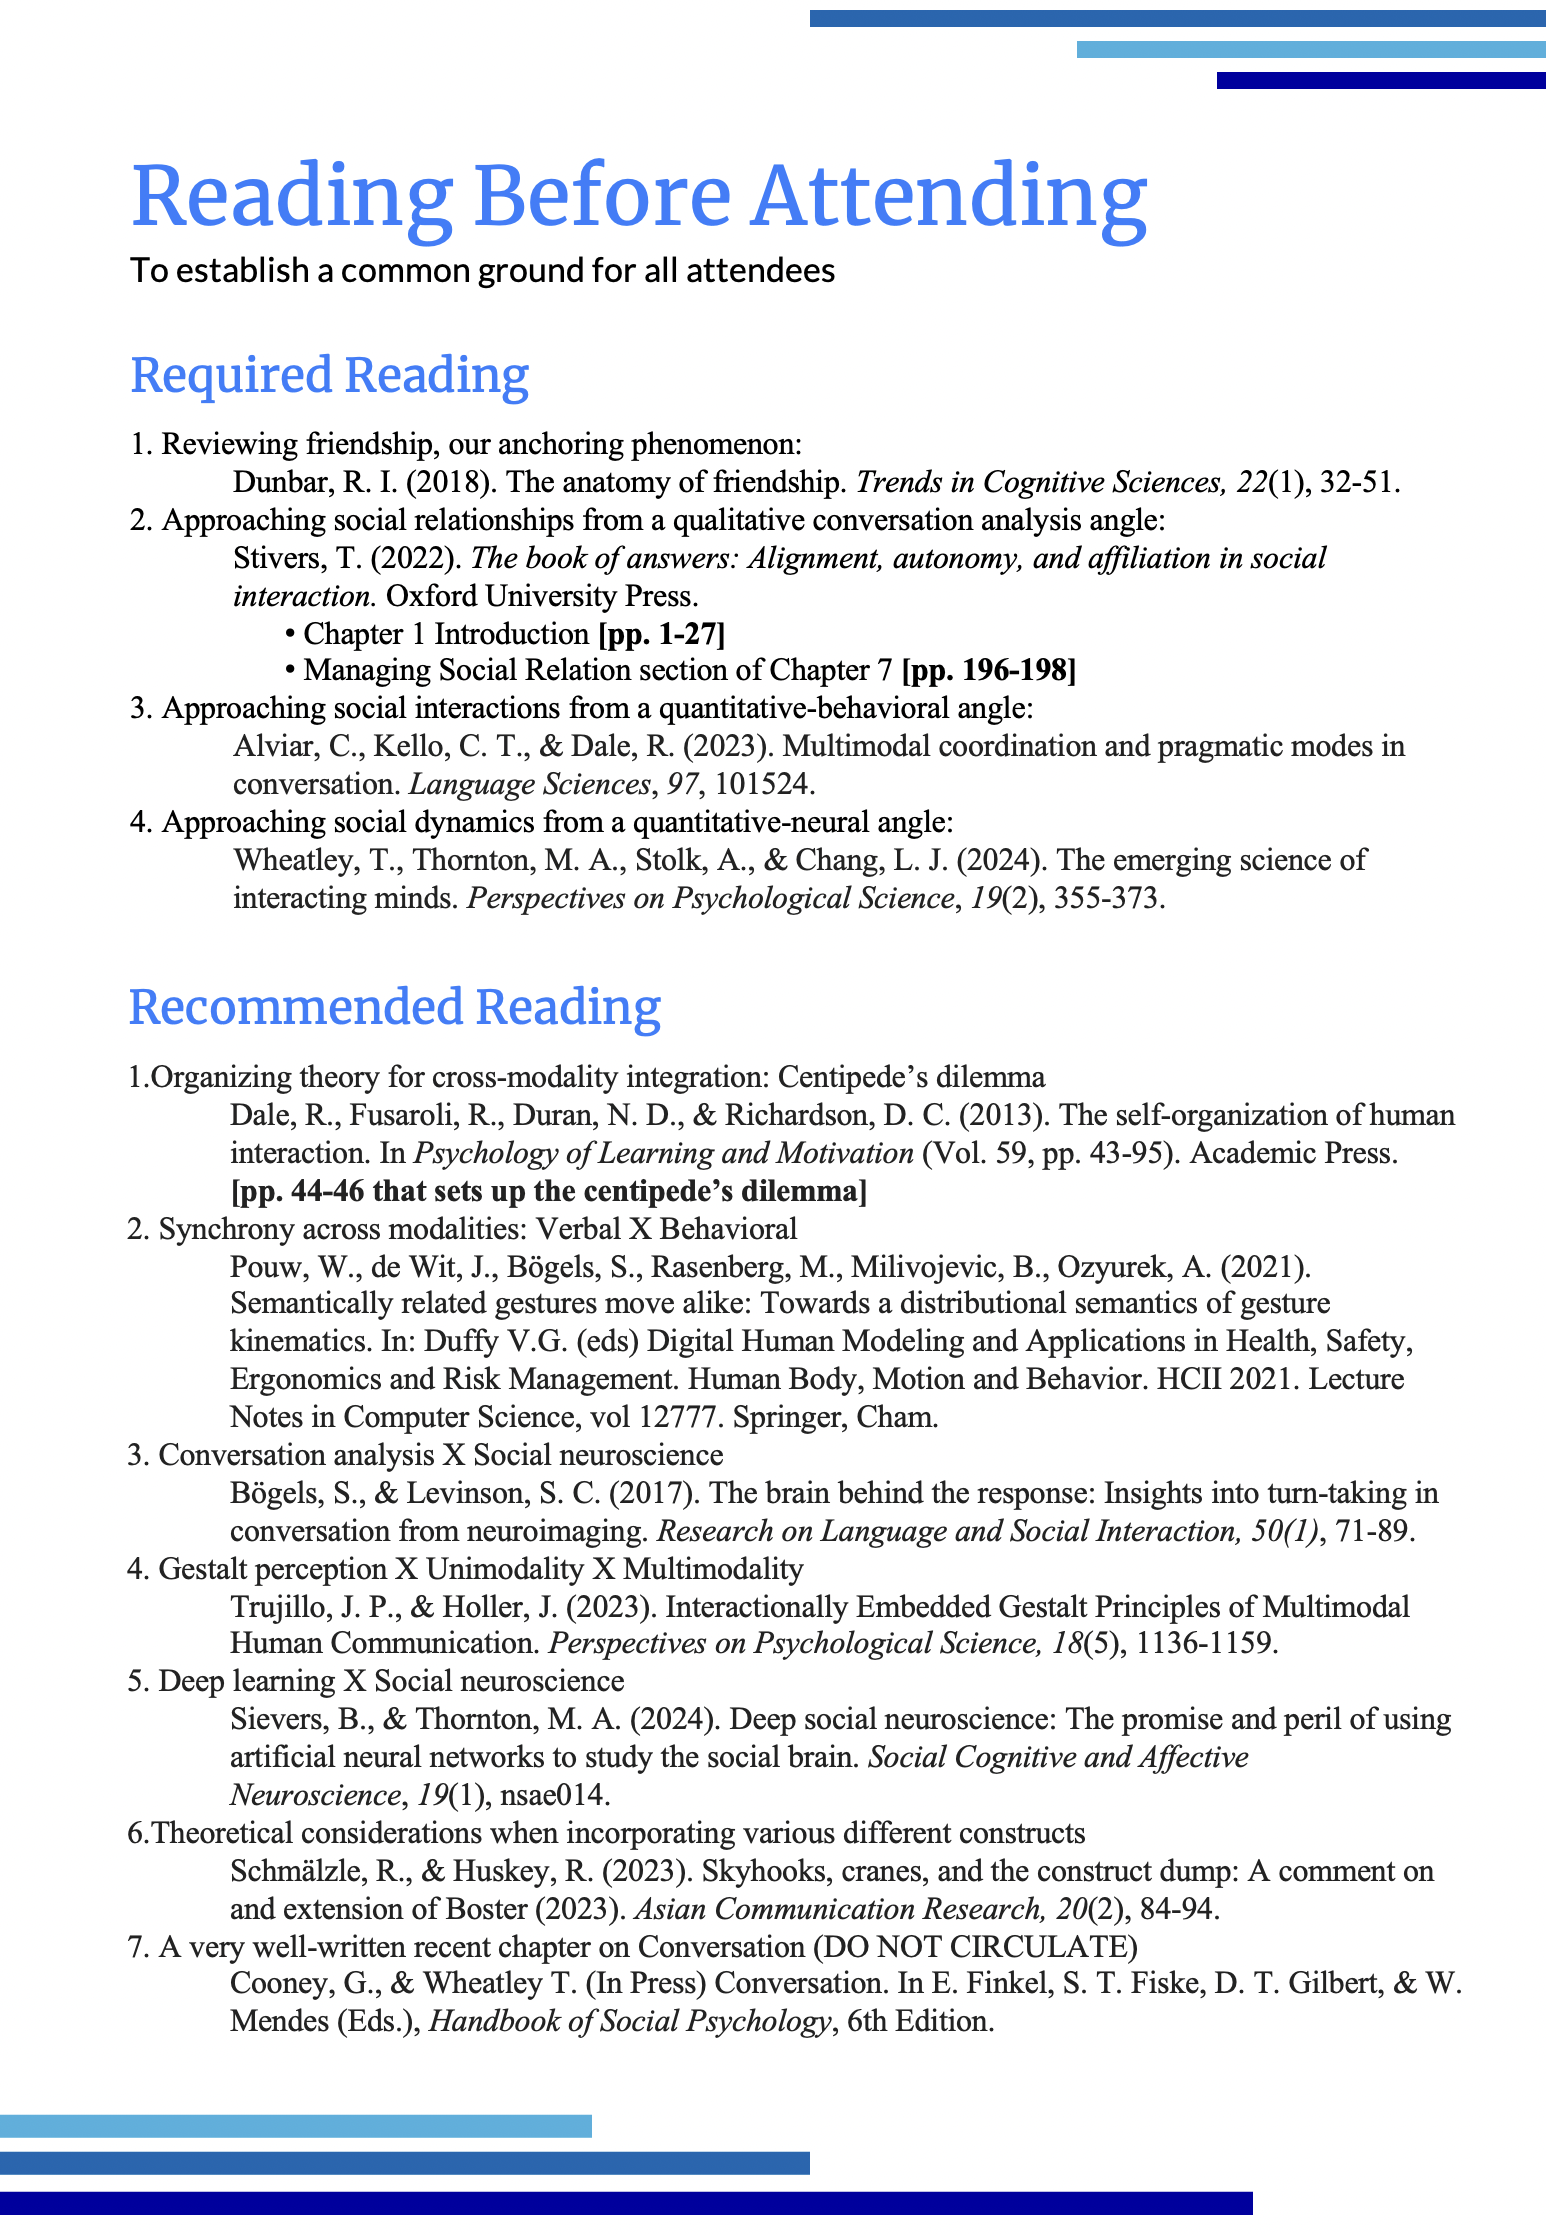 Reading Before Attending
To establish a common ground for all attendees
Required Reading
1. Reviewing friendship, our anchoring phenomenon:
Dunbar, R. I. (2018). The anatomy of friendship. Trends in Cognitive Sciences, 22(1), 32-51.
2. Approaching social relationships from a qualitative conversation analysis angle:
Stivers, T. (2022). The book of answers: Alignment, autonomy, and affiliation in social
interaction. Oxford University Press.
• Chapter 1 Introduction [pp. 1-27]
• Managing Social Relation section of Chapter 7 [pp. 196-198]
3. Approaching social interactions from a quantitative-behavioral angle:
Alviar, C., Kello, C. T., & Dale, R. (2023). Multimodal coordination and pragmatic modes in
conversation. Language Sciences, 97, 101524.
4. Approaching social dynamics from a quantitative-neural angle:
Wheatley, T., Thornton, M. A., Stolk, A., & Chang, L. J. (2024). The emerging science of
interacting minds. Perspectives on Psychological Science, 19(2), 355-373.
Recommended Reading
1.Organizing theory for cross-modality integration: Centipede’s dilemma
Dale, R., Fusaroli, R., Duran, N. D., & Richardson, D. C. (2013). The self-organization of human
interaction. In Psychology of Learning and Motivation (Vol. 59, pp. 43-95). Academic Press.
[pp. 44-46 that sets up the centipede’s dilemma]
2. Synchrony across modalities: Verbal X Behavioral
Pouw, W., de Wit, J., Bögels, S., Rasenberg, M., Milivojevic, B., Ozyurek, A. (2021).
Semantically related gestures move alike: Towards a distributional semantics of gesture
kinematics. In: Duffy V.G. (eds) Digital Human Modeling and Applications in Health, Safety,
Ergonomics and Risk Management. Human Body, Motion and Behavior. HCII 2021. Lecture
Notes in Computer Science, vol 12777. Springer, Cham.
3. Conversation analysis X Social neuroscience
Bögels, S., & Levinson, S. C. (2017). The brain behind the response: Insights into turn-taking in
conversation from neuroimaging. Research on Language and Social Interaction, 50(1), 71-89.
4. Gestalt perception X Unimodality X Multimodality
Trujillo, J. P., & Holler, J. (2023). Interactionally Embedded Gestalt Principles of Multimodal
Human Communication. Perspectives on Psychological Science, 18(5), 1136-1159.
5. Deep learning X Social neuroscience
Sievers, B., & Thornton, M. A. (2024). Deep social neuroscience: The promise and peril of using
artificial neural networks to study the social brain. Social Cognitive and Affective
Neuroscience, 19(1), nsae014.
6.Theoretical considerations when incorporating various different constructs
Schmälzle, R., & Huskey, R. (2023). Skyhooks, cranes, and the construct dump: A comment on
and extension of Boster (2023). Asian Communication Research, 20(2), 84-94.
7. A very well-written recent chapter on Conversation (DO NOT CIRCULATE)
Cooney, G., & Wheatley T. (In Press) Conversation. In E. Finkel, S. T. Fiske, D. T. Gilbert, & W.
Mendes (Eds.), Handbook of Social Psychology, 6th Edition.